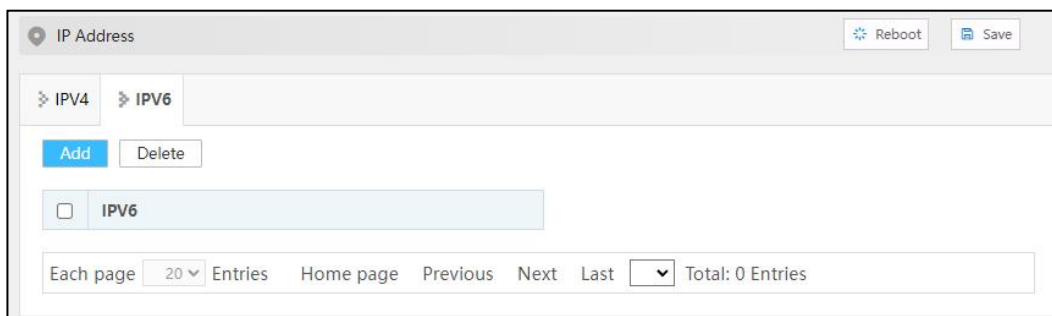 IP Address Reboot Save
IPV4 IPV6
Add Delete
IPV6
Each page 20 Entries Home page Previous Next Last Total: 0 Entries